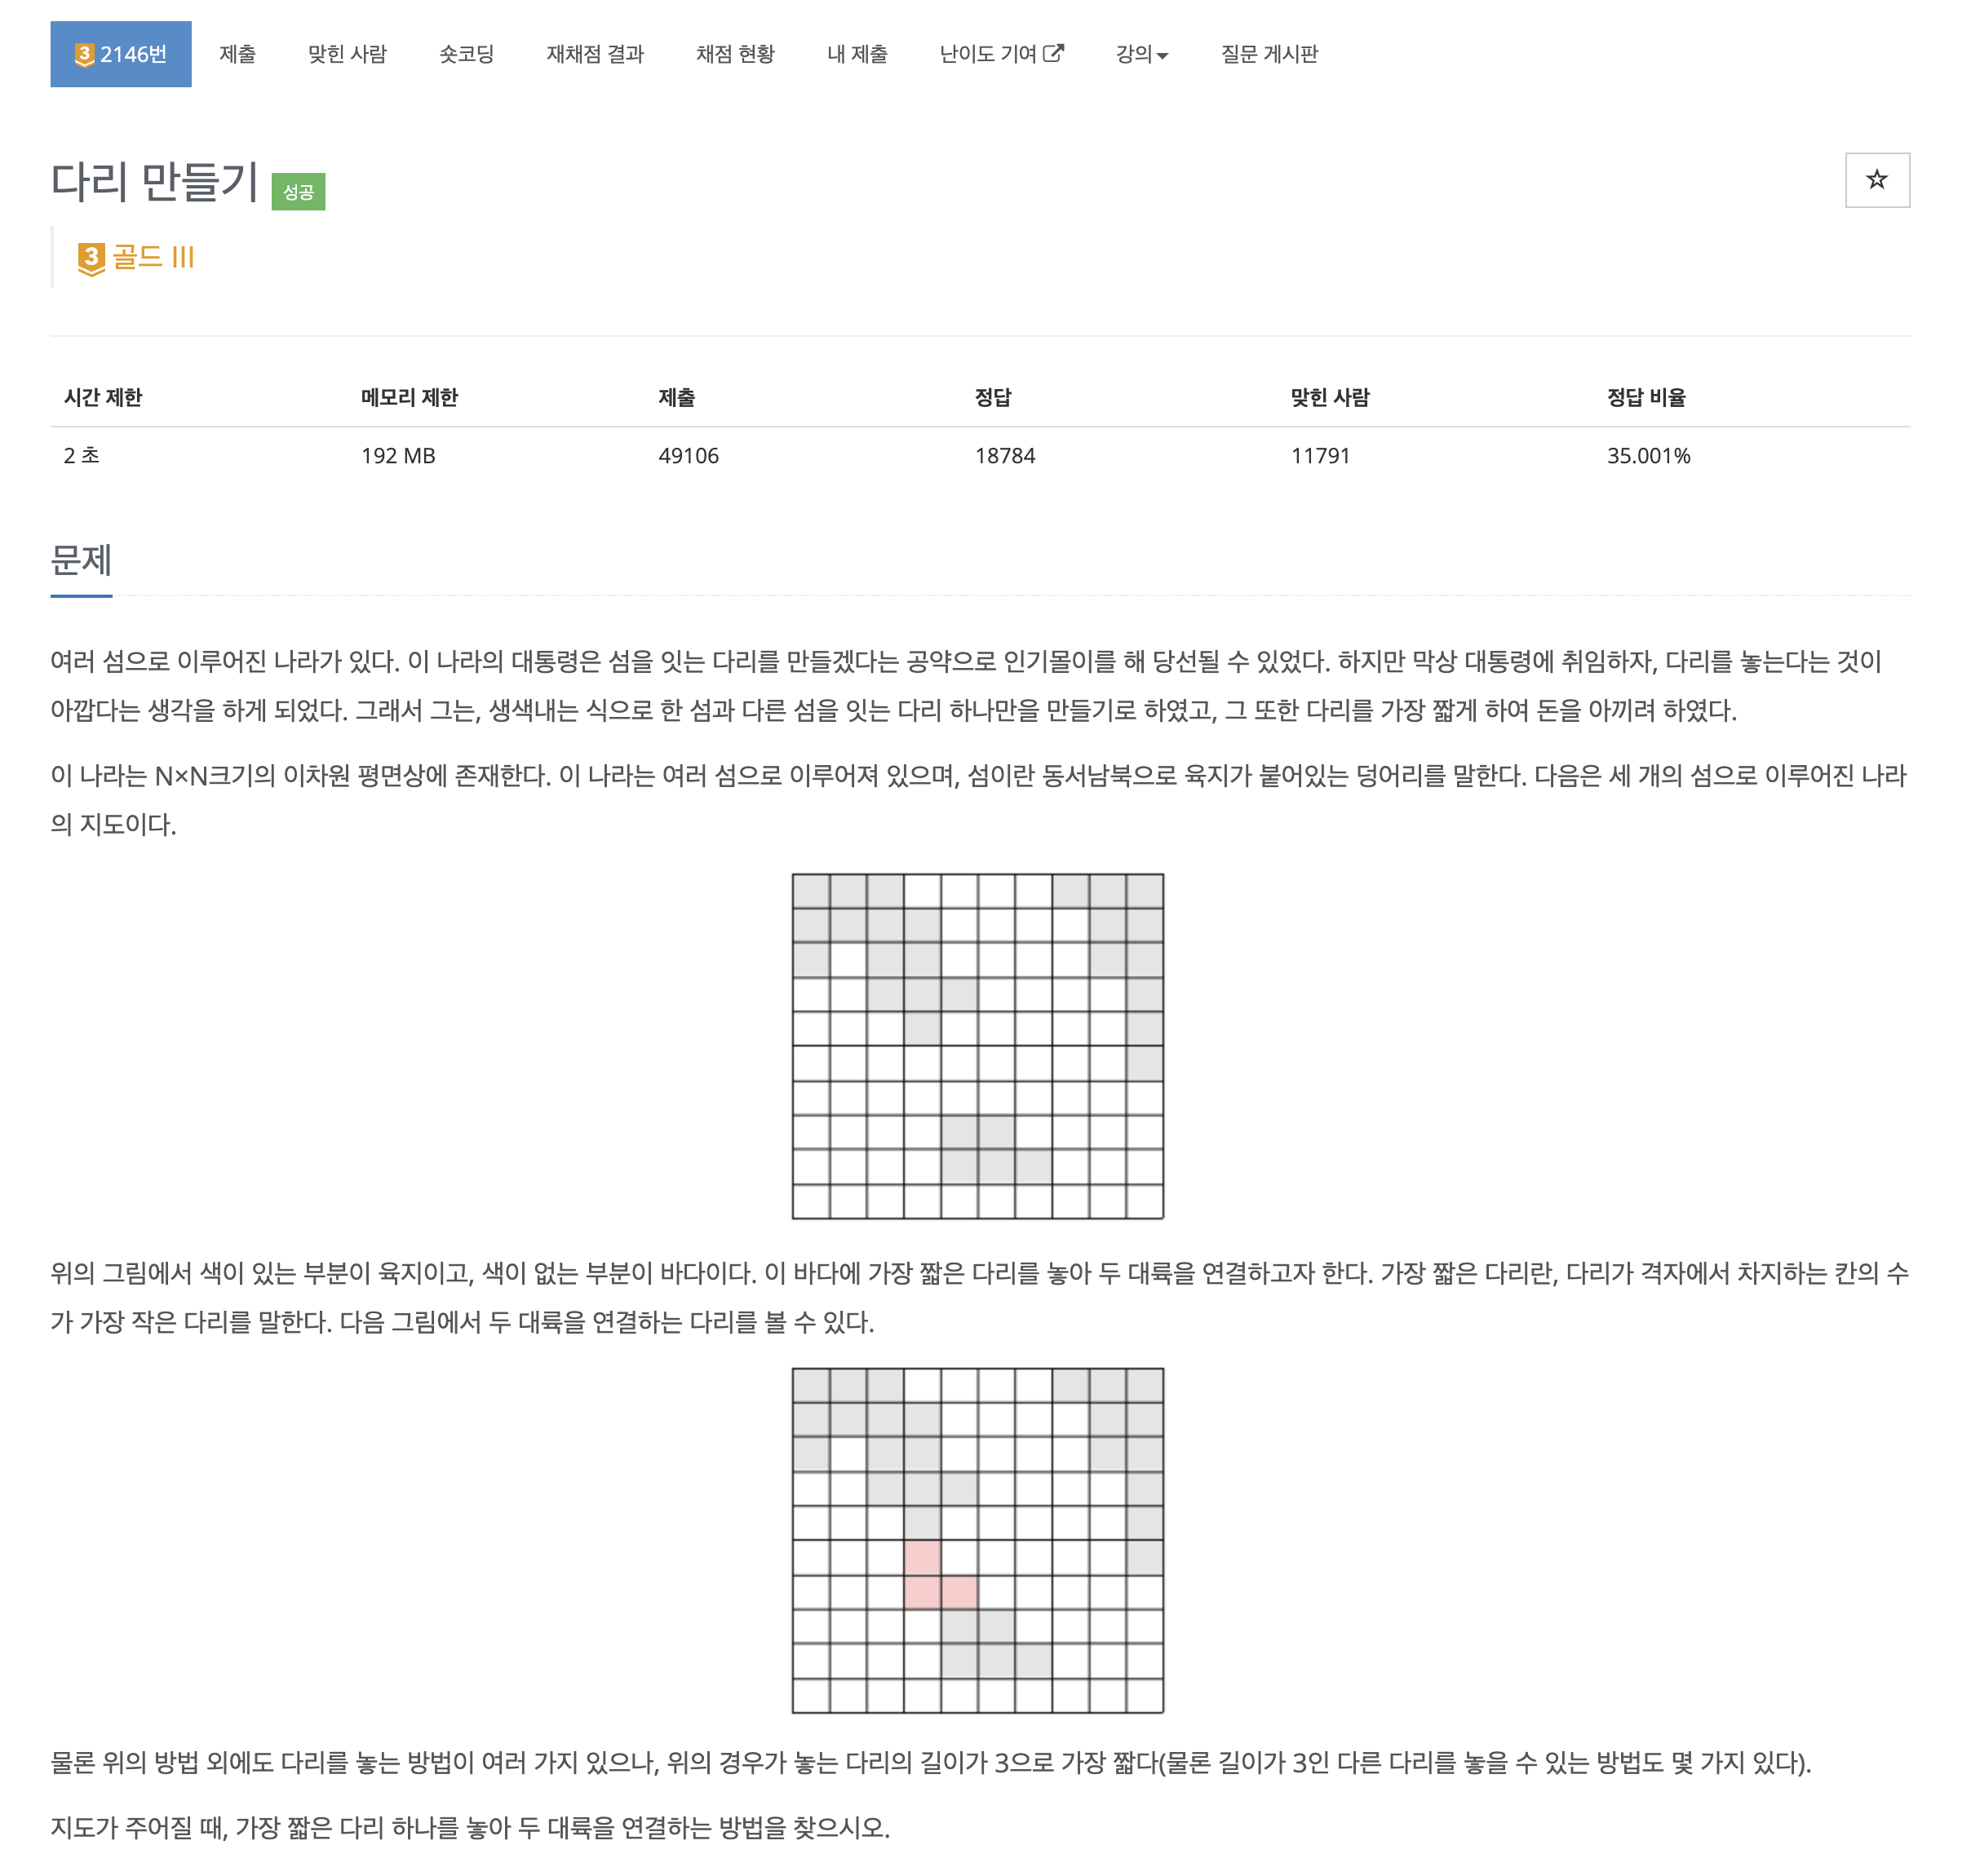 3 2146번 제출 맞힌 사람 숏코딩 재채점 결과 채점 현황 내 제출 난이도 기여 강의 질문 게시판
다리 만들기 성공
3 골드 III
시간 제한 메모리 제한 제출 정답 맞힌 사람 정답 비율
2 초 192 MB 49106 18784 11791 35.001%
문제
여러 섬으로 이루어진 나라가 있다. 이 나라의 대통령은 섬을 잇는 다리를 만들겠다는 공약으로 인기몰이를 해 당선될 수 있었다. 하지만 막상 대통령에 취임하자, 다리를 놓는다는 것이
아깝다는 생각을 하게 되었다. 그래서 그는, 생색내는 식으로 한 섬과 다른 섬을 잇는 다리 하나만을 만들기로 하였고, 그 또한 다리를 가장 짧게 하여 돈을 아끼려 하였다.
이 나라는 N×N크기의 이차원 평면상에 존재한다. 이 나라는 여러 섬으로 이루어져 있으며, 섬이란 동서남북으로 육지가 붙어있는 덩어리를 말한다. 다음은 세 개의 섬으로 이루어진 나라
의 지도이다.
위의 그림에서 색이 있는 부분이 육지이고, 색이 없는 부분이 바다이다. 이 바다에 가장 짧은 다리를 놓아 두 대륙을 연결하고자 한다. 가장 짧은 다리란, 다리가 격자에서 차지하는 칸의 수
가 가장 작은 다리를 말한다. 다음 그림에서 두 대륙을 연결하는 다리를 볼 수 있다.
물론 위의 방법 외에도 다리를 놓는 방법이 여러 가지 있으나, 위의 경우가 놓는 다리의 길이가 3으로 가장 짧다(물론 길이가 3인 다른 다리를 놓을 수 있는 방법도 몇 가지 있다).
지도가 주어질 때, 가장 짧은 다리 하나를 놓아 두 대륙을 연결하는 방법을 찾으시오.